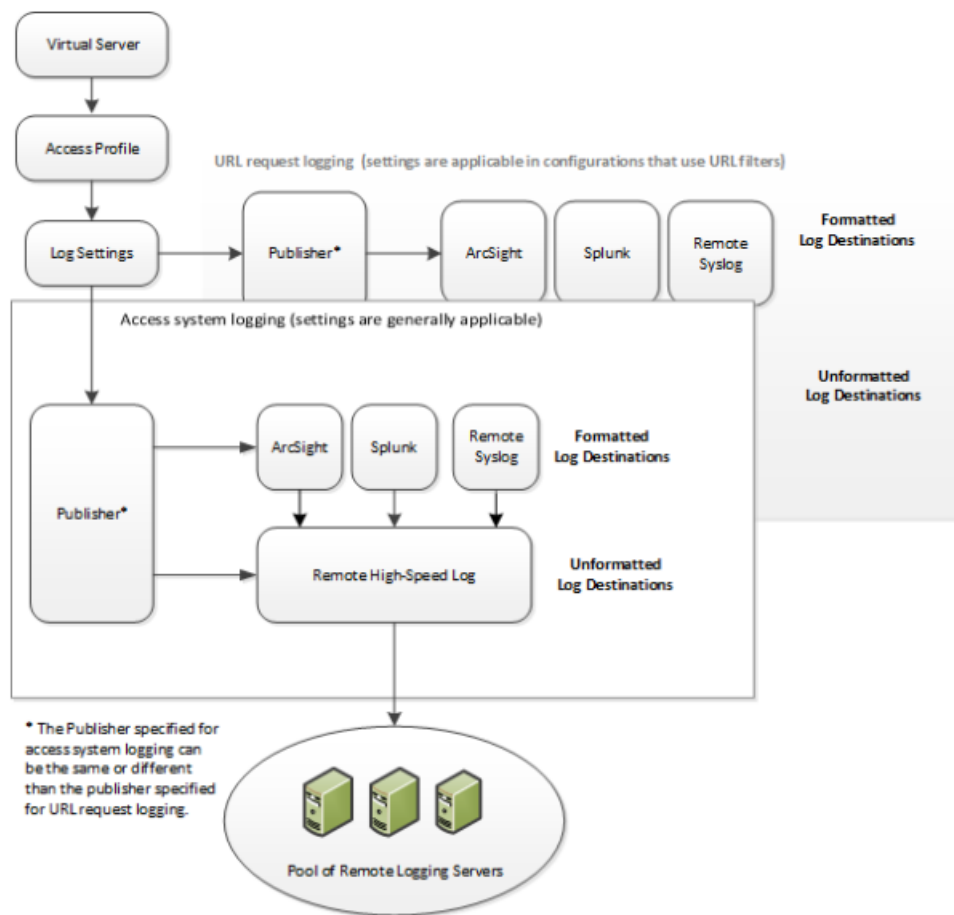 Virtual Server
Access Profile
URL request logging (settings are applicable in configurations that use URL filters)
Log Settings
Publisher*
ArcSight
Splunk
Remote
Syslog
Formatted
Log Destinations
Unformatted
Log Destinations
Access system logging (settings are generally applicable)
Publisher*
ArcSight
Splunk
Remote
Syslog
Formatted
Log Destinations
Remote High-Speed Log
Unformatted
Log Destinations
* The Publisher specified for
access system logging can
be the same or different
than the publisher specified
for URL request logging.
Pool of Remote Logging Servers